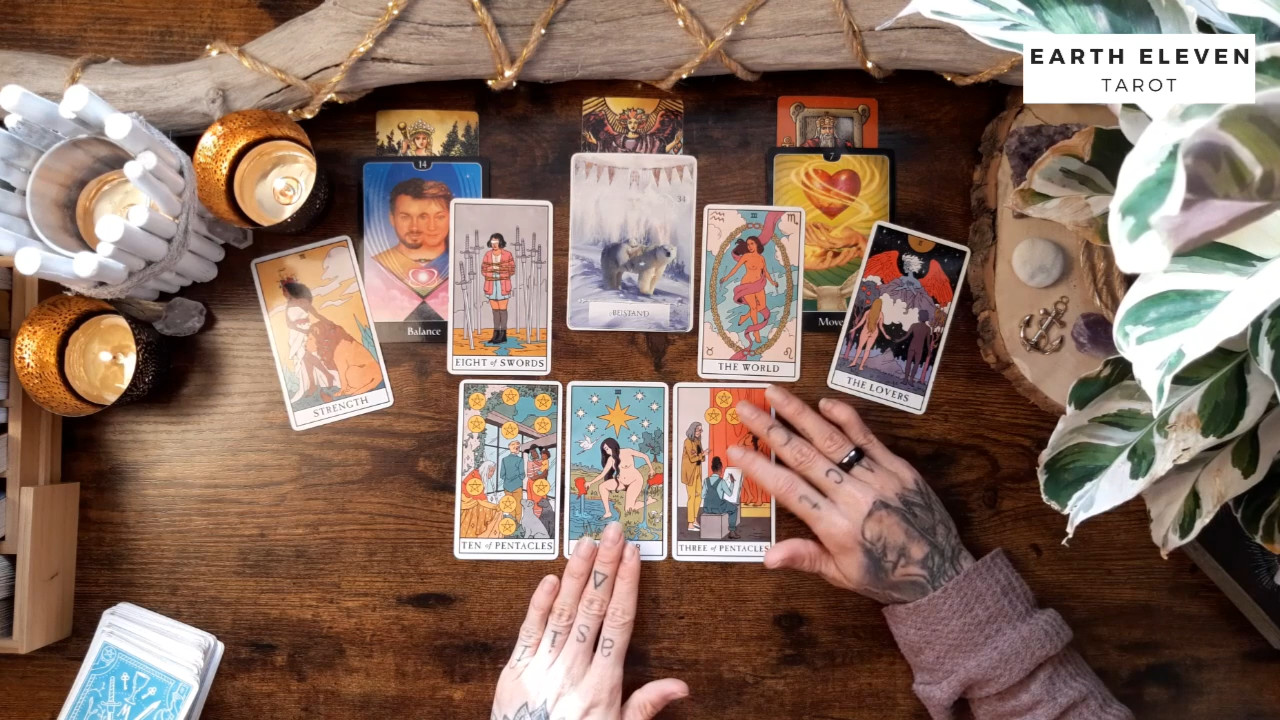 EARTH ELEVEN
TAROT
14
34
7
Balance
EIGHT of SWORDS
BEISTAND
THE WORLD
STRENGTH
THE LOVERS
TEN of PENTACLES
THREE of PENTACLES